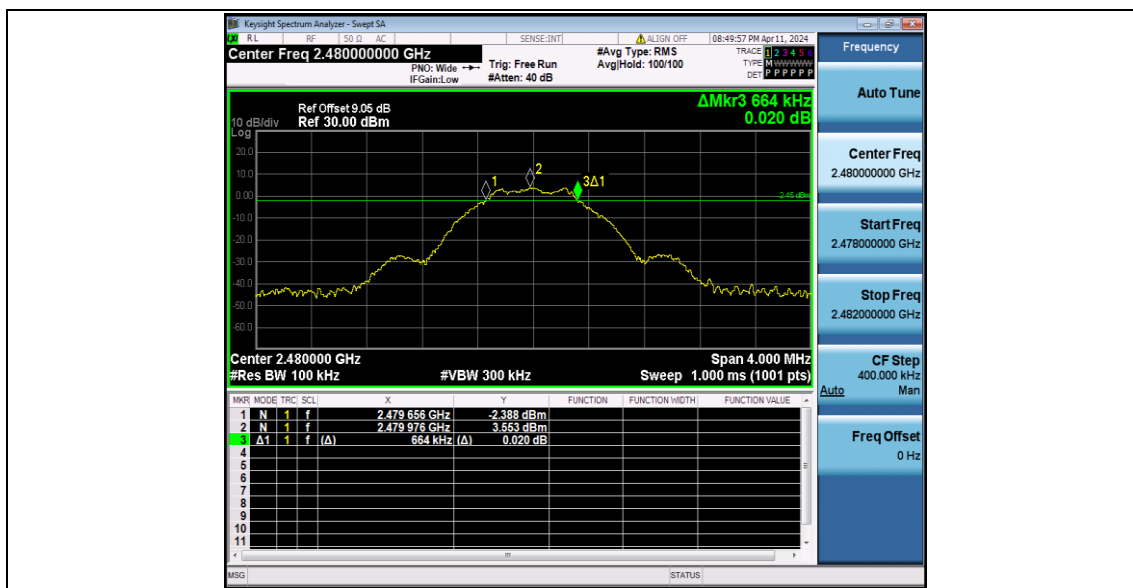 Keysight Spectrum Analyzer - Swept SA
RL RF 50 Ω AC SENSE:INT ALIGN OFF 08:49:57 PM Apr 11, 2024
Center Freq 2.480000000 GHz
PNO: Wide
IFGain:Low
Trig: Free Run
#Atten: 40 dB
#Avg Type: RMS
Avg|Hold: 100/100
TRACE 1 2 3 4 5 6
TYPE M W W W W W
DET P P P P P P
Ref Offset 9.05 dB
Ref 30.00 dBm
10 dB/div
Log
ΔMkr3 664 kHz
0.020 dB
20.0
10.0
0.00
-10.0
-20.0
-30.0
-40.0
-50.0
-60.0
1
2
3Δ1
Center 2.480000 GHz
Span 4.000 MHz
#Res BW 100 kHz
#VBW 300 kHz
Sweep 1.000 ms (1001 pts)
MKR MODE TRC SCL X Y FUNCTION FUNCTION WIDTH FUNCTION VALUE
1 N 1 f 2.479 656 GHz -2.388 dBm
2 N 1 f 2.479 976 GHz 3.553 dBm
3 Δ1 1 f (Δ) 664 kHz (Δ) 0.020 dB
4
5
6
7
8
9
10
11
MSG STATUS
Frequency
Auto Tune
Center Freq
2.480000000 GHz
Start Freq
2.478000000 GHz
Stop Freq
2.482000000 GHz
CF Step
400.000 kHz
Auto Man
Freq Offset
0 Hz